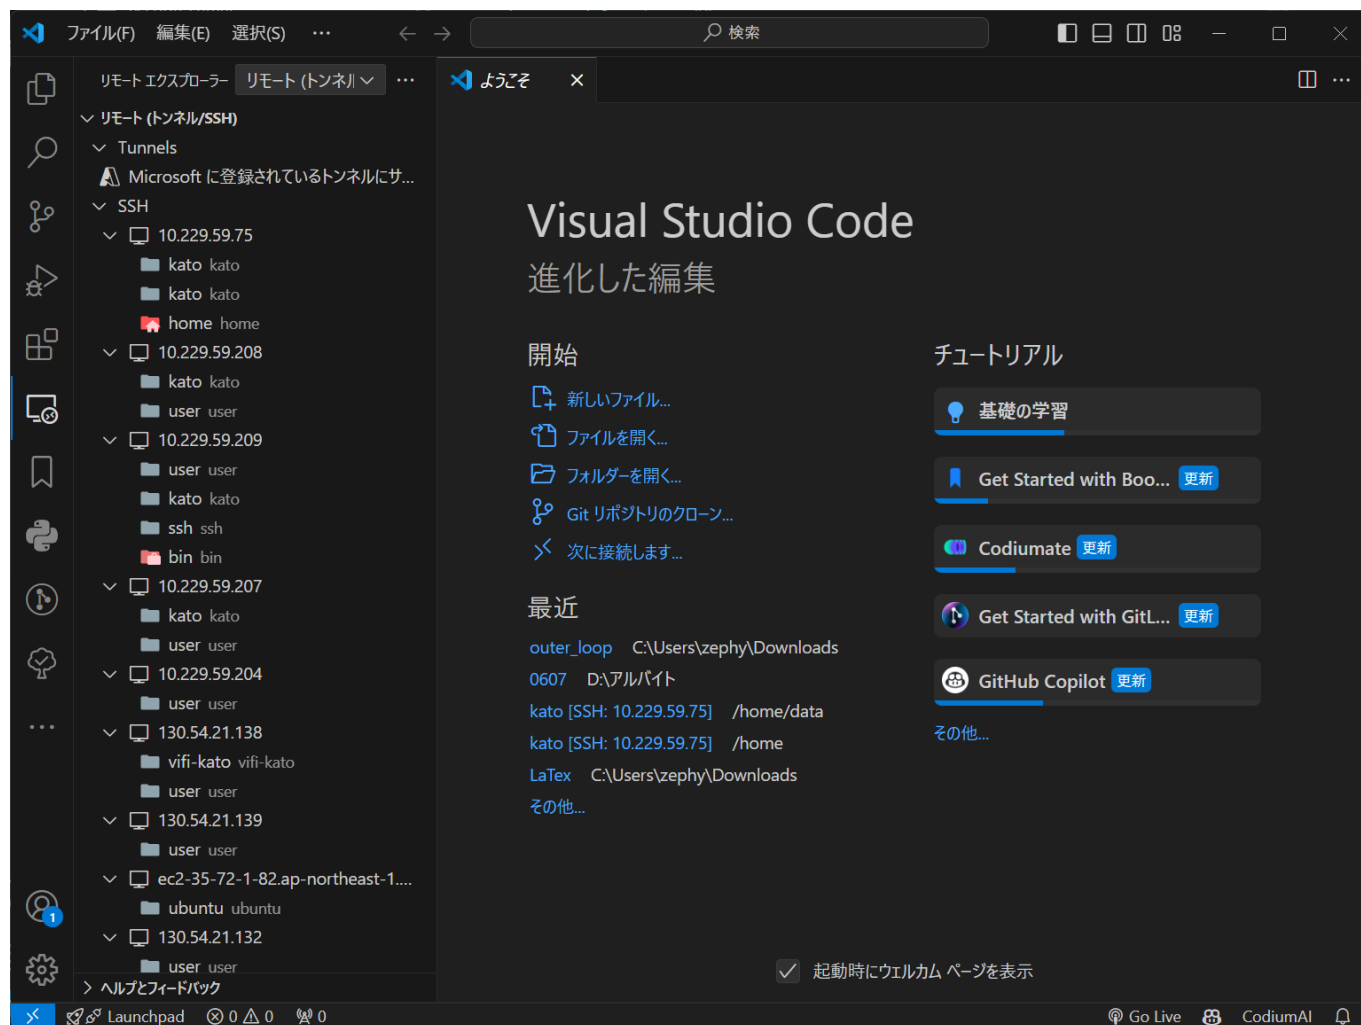 ファイル(F) 編集(E) 選択(S) ··· 検索
リモート エクスプローラー リモート (トンネル ··· ようこそ
リモート (トンネル/SSH)
Tunnels
Microsoft に登録されているトンネルにサ...
SSH
10.229.59.75
kato kato
kato kato
home home
10.229.59.208
kato kato
user user
10.229.59.209
user user
kato kato
ssh ssh
bin bin
10.229.59.207
kato kato
user user
10.229.59.204
user user
130.54.21.138
vifi-kato vifi-kato
user user
130.54.21.139
user user
ec2-35-72-1-82.ap-northeast-1....
ubuntu ubuntu
130.54.21.132
user user
ヘルプとフィードバック
Visual Studio Code
進化した編集
開始
新しいファイル...
ファイルを開く...
フォルダーを開く...
Git リポジトリのクローン...
次に接続します...
最近
outer_loop C:\Users\zephy\Downloads
0607 D:\アルバイト
kato [SSH: 10.229.59.75] /home/data
kato [SSH: 10.229.59.75] /home
LaTex C:\Users\zephy\Downloads
その他...
チュートリアル
基礎の学習
Get Started with Boo... 更新
Codiumate 更新
Get Started with GitL... 更新
GitHub Copilot 更新
その他...
起動時にウェルカム ページを表示
1
Launchpad 0 0 0 Go Live CodiumAI